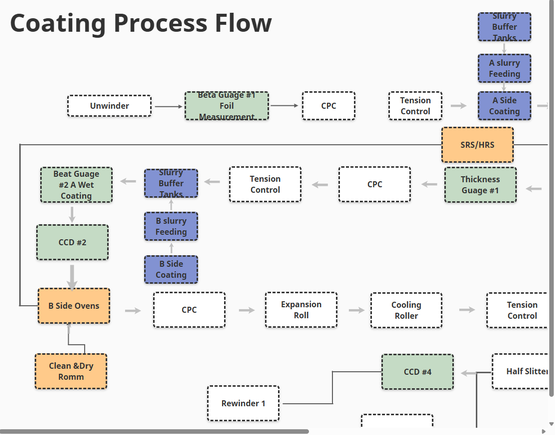 Coating Process Flow
Slurry
Buffer
Tanks
A slurry
Feeding
Unwinder
Beta Guage #1
Foil
Measurement
CPC
Tension
Control
A Side
Coating
SRS/HRS
Beat Guage
#2 A Wet
Coating
Slurry
Buffer
Tanks
Tension
Control
CPC
Thickness
Guage #1
B slurry
Feeding
CCD #2
B Side
Coating
B Side Ovens
CPC
Expansion
Roll
Cooling
Roller
Tension
Control
Clean &Dry
Romm
CCD #4
Half Slitte
Rewinder 1